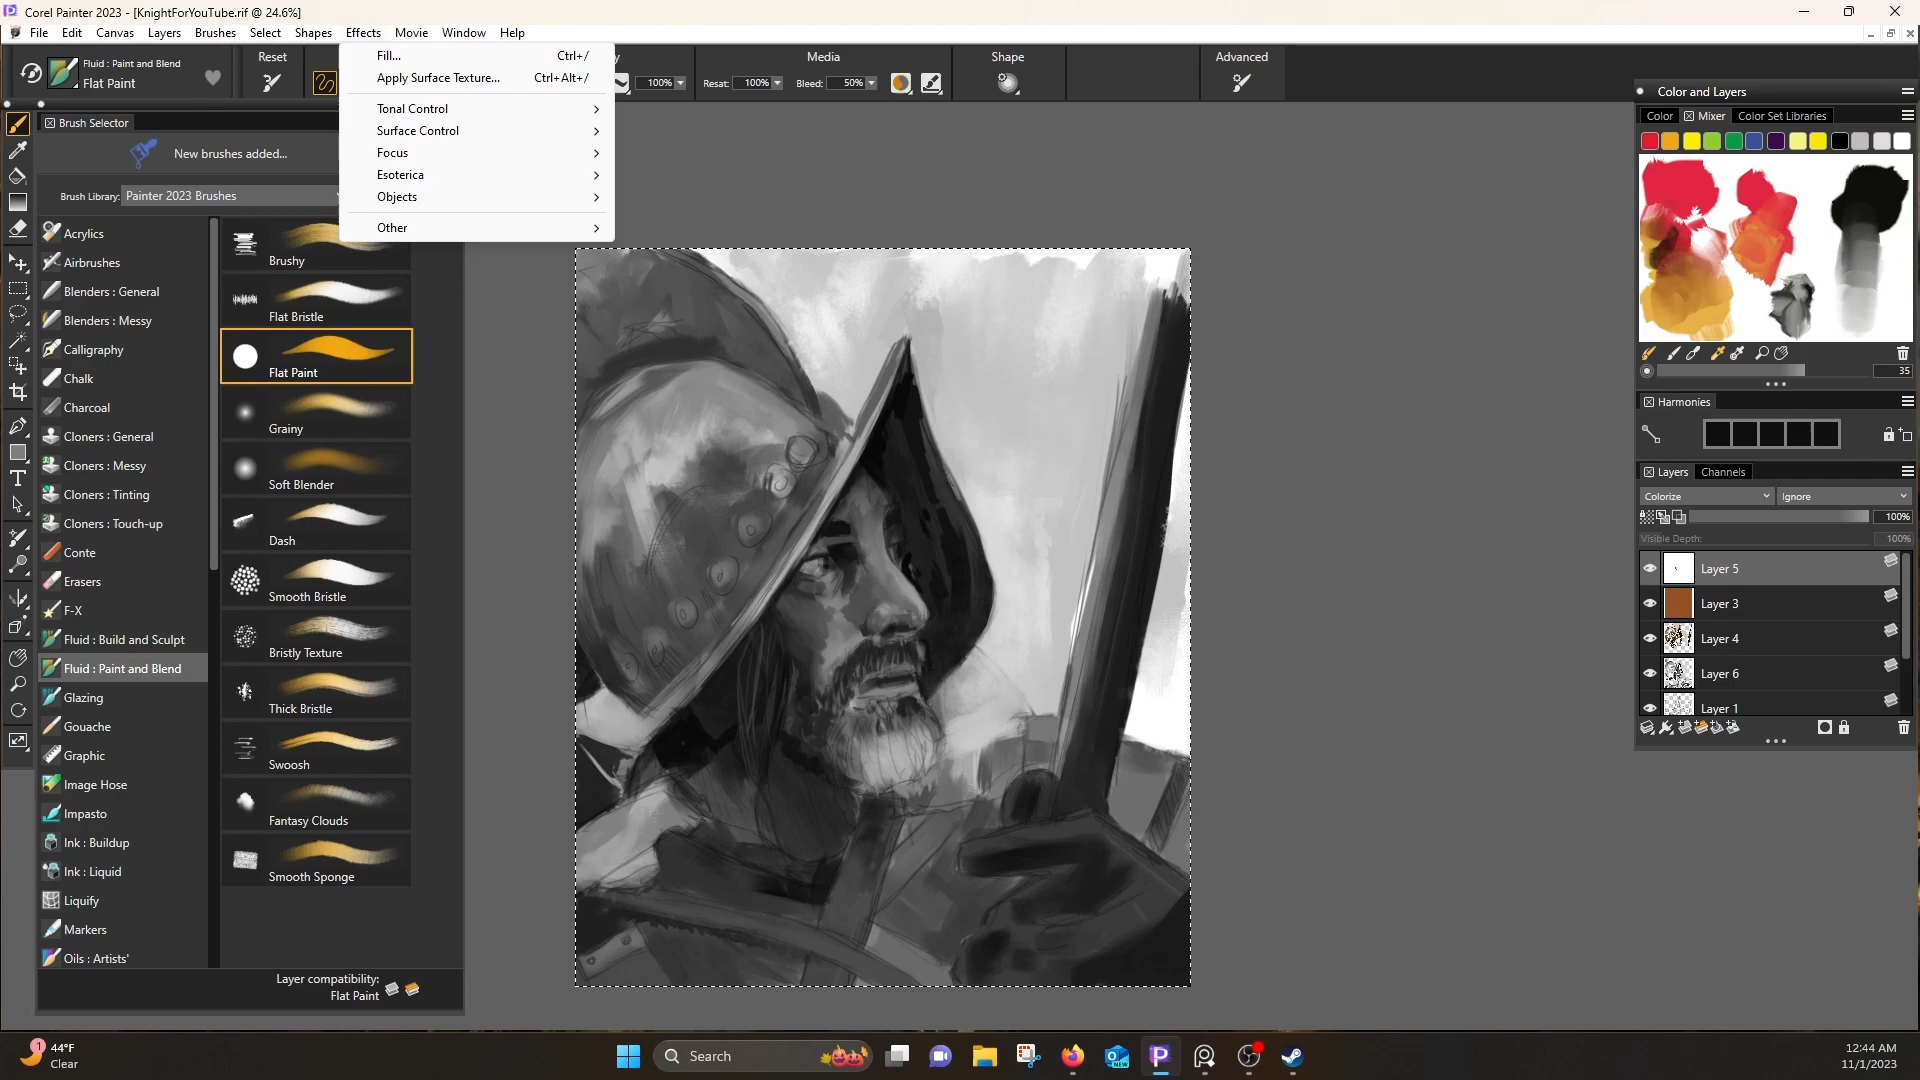 Corel Painter 2023 - [KnightForYouTube.rif @ 24.6%]
File Edit Canvas Layers Brushes Select Shapes Effects Movie Window Help
Fluid : Paint and Blend
Flat Paint
Reset
y
100%
Media
Resat: 100% Bleed: 50%
Shape
Advanced
Fill... Ctrl+/
Apply Surface Texture... Ctrl+Alt+/
Tonal Control
Surface Control
Focus
Esoterica
Objects
Other
Brush Selector
New brushes added...
Brush Library: Painter 2023 Brushes
Acrylics
Airbrushes
Blenders : General
Blenders : Messy
Calligraphy
Chalk
Charcoal
Cloners : General
Cloners : Messy
Cloners : Tinting
Cloners : Touch-up
Conte
Erasers
F-X
Fluid : Build and Sculpt
Fluid : Paint and Blend
Glazing
Gouache
Graphic
Image Hose
Impasto
Ink : Buildup
Ink : Liquid
Liquify
Markers
Oils : Artists'
Brushy
Flat Bristle
Flat Paint
Grainy
Soft Blender
Dash
Smooth Bristle
Bristly Texture
Thick Bristle
Swoosh
Fantasy Clouds
Smooth Sponge
Layer compatibility:
Flat Paint
Color and Layers
Color Mixer Color Set Libraries
35
Harmonies
Layers Channels
Colorize Ignore
100%
Visible Depth: 100%
Layer 5
Layer 3
Layer 4
Layer 6
Layer 1
1
44°F
Clear
Search
NEW
12:44 AM
11/1/2023